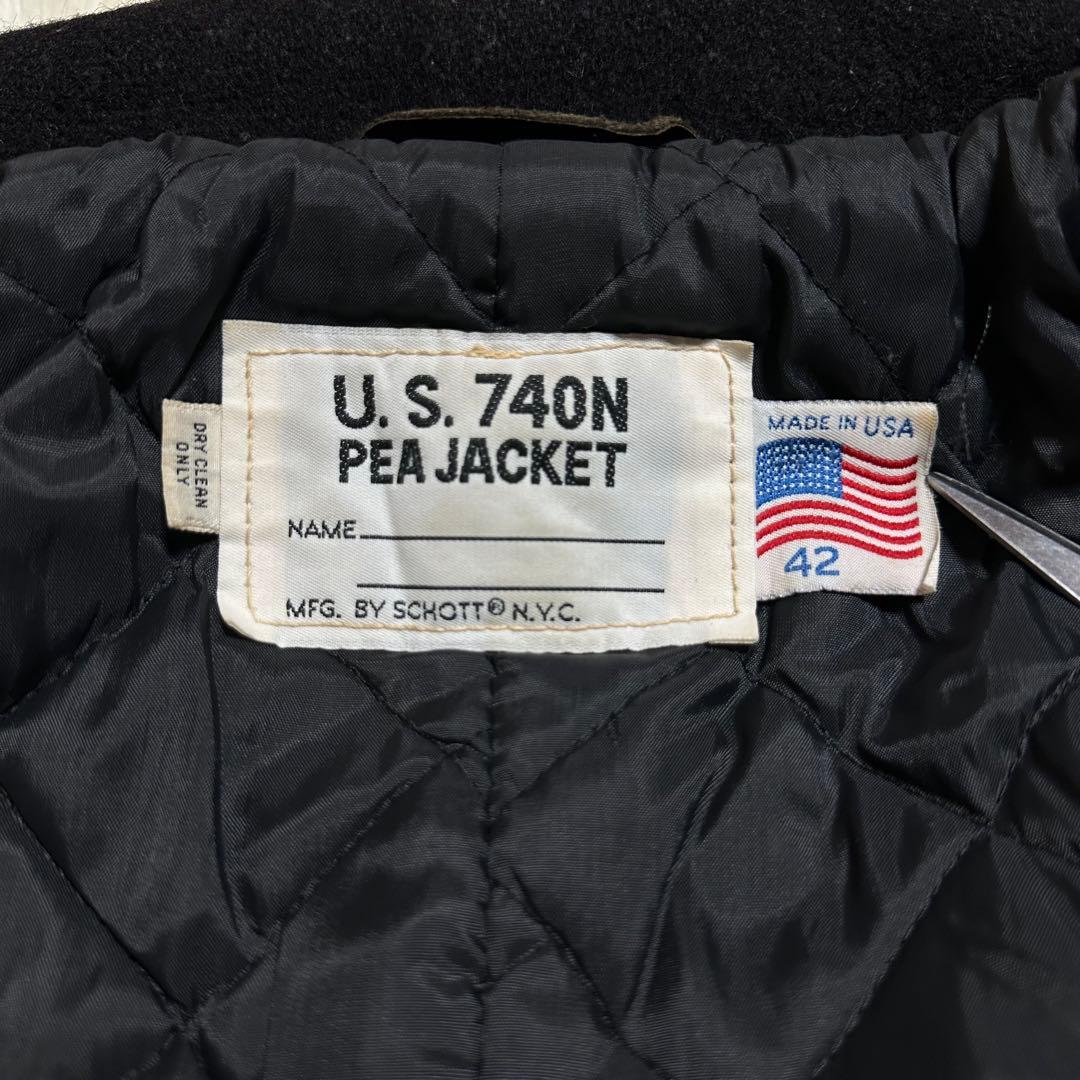 U. S. 740N
PEA JACKET
NAME
MFG. BY SCHOTT® N.Y.C.
DRY CLEAN
ONLY
MADE IN USA
42